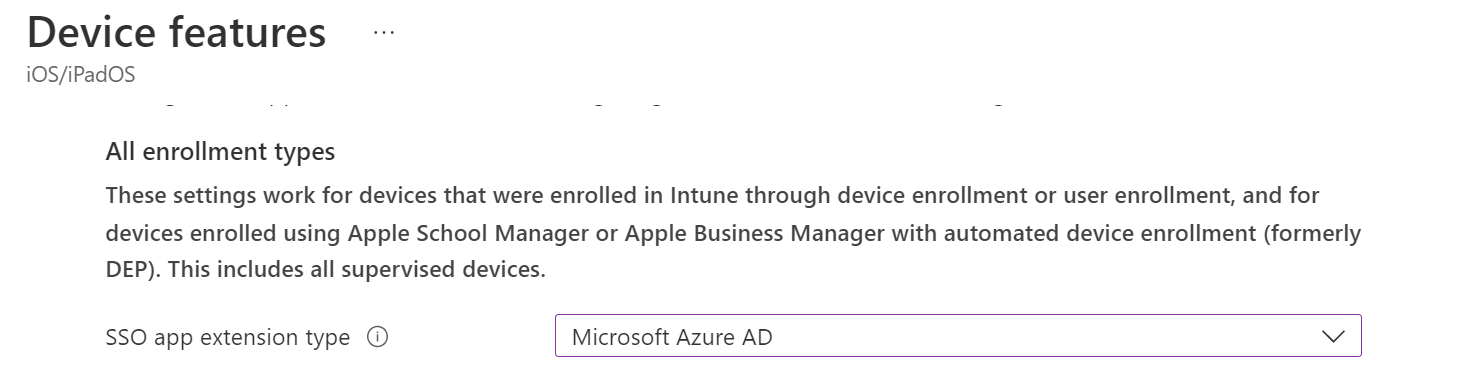 Device features ...
iOS/iPadOS
All enrollment types
These settings work for devices that were enrolled in Intune through device enrollment or user enrollment, and for
devices enrolled using Apple School Manager or Apple Business Manager with automated device enrollment (formerly
DEP). This includes all supervised devices.
SSO app extension type Microsoft Azure AD